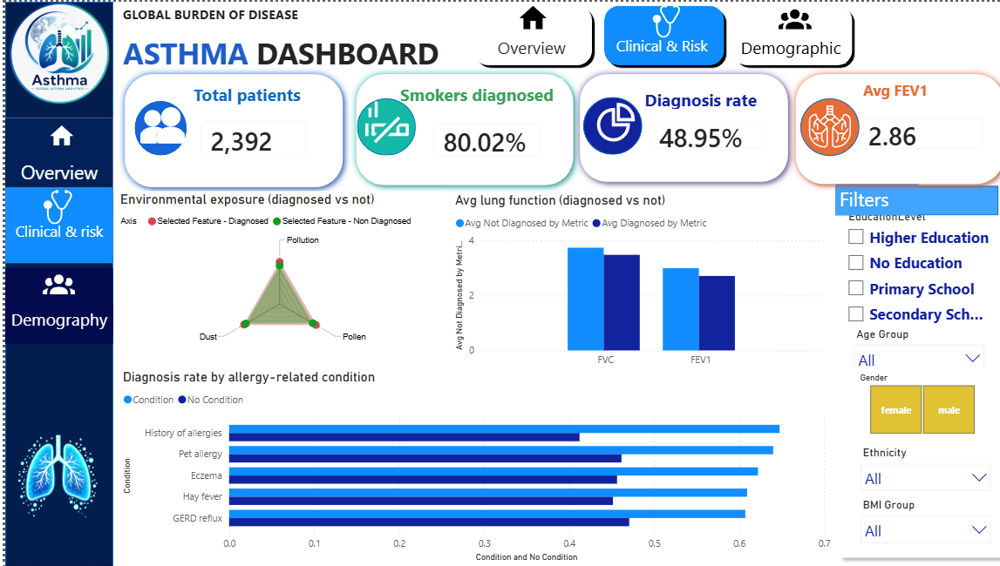 GLOBAL BURDEN OF DISEASE
ASTHMA DASHBOARD
Overview
Clinical & Risk
Demographic
Asthma
- GLOBAL ASTHMA ANALYTICS -
Overview
Clinical & risk
Demography
Total patients
2,392
Smokers diagnosed
80.02%
Diagnosis rate
48.95%
Avg FEV1
2.86
Environmental exposure (diagnosed vs not)
Axis Selected Feature - Diagnosed Selected Feature - Non Diagnosed
Pollution
Dust
Pollen
Avg lung function (diagnosed vs not)
Avg Not Diagnosed by Metric Avg Diagnosed by Metric
Avg Not Diagnosed by Metri...
4
2
0
FVC FEV1
Diagnosis rate by allergy-related condition
Condition No Condition
Condition
History of allergies
Pet allergy
Eczema
Hay fever
GERD reflux
0.0 0.1 0.2 0.3 0.4 0.5 0.6 0.7
Condition and No Condition
Filters
EducationLevel
Higher Education
No Education
Primary School
Secondary Sch...
Age Group
All
Gender
female male
Ethnicity
All
BMI Group
All